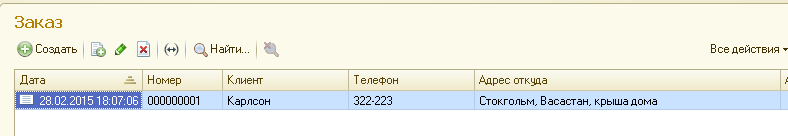 Заказ
Создать Найти... Все действия
Дата Номер Клиент Телефон Адрес откуда
28.02.2015 18:07:06 000000001 Карлсон 322-223 Стокгольм, Васастан, крыша дома